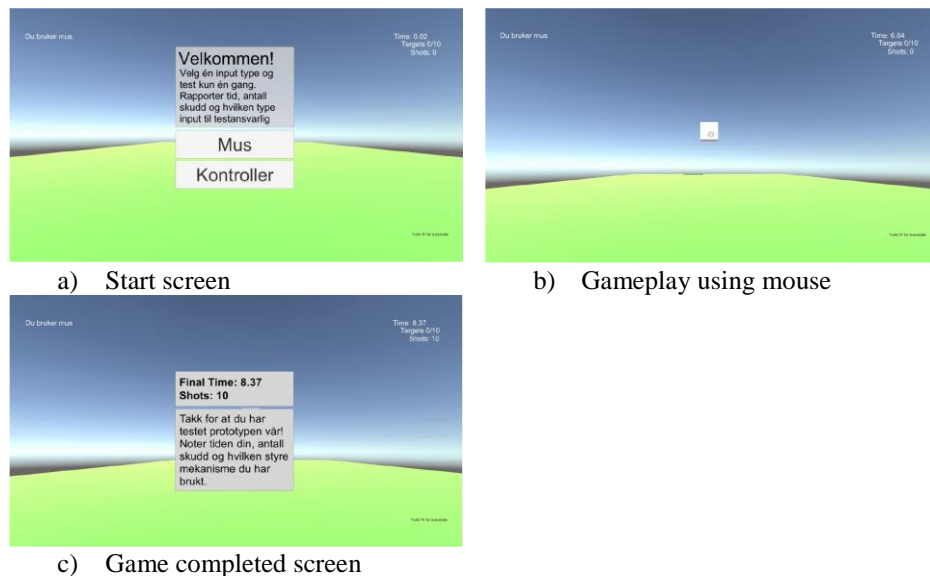 Du bruker mus
Time: 0.02
Targets 0/10
Shots: 0
Velkommen!
Velg én input type og
test kun én gang.
Rapporter tid, antall
skudd og hvilken type
input til testansvarlig
Mus
Kontroller
a) Start screen
Du bruker mus
Time: 6.64
Targets 0/10
Shots: 0
b) Gameplay using mouse
Du bruker mus
Time: 8.37
Targets 0/10
Shots: 10
Final Time: 8.37
Shots: 10
Takk for at du har
testet prototypen vår!
Noter tiden din, antall
skudd og hvilken styre
mekanisme du har
brukt.
c) Game completed screen